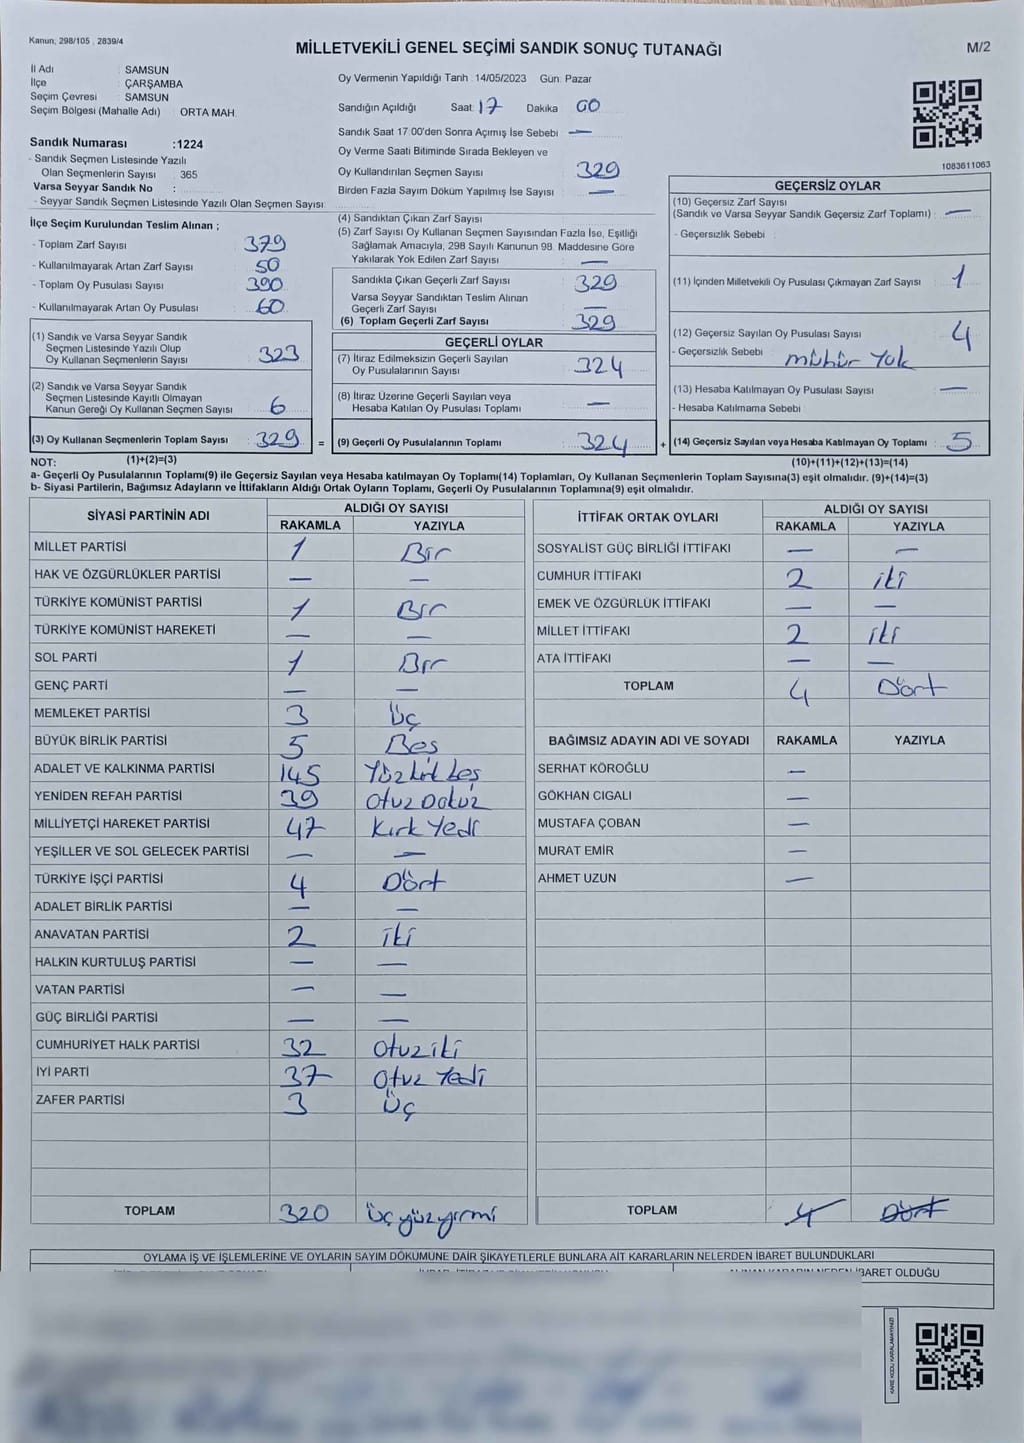 Kanun; 298/105 , 2839/4
MİLLETVEKİLİ GENEL SEÇİMİ SANDIK SONUÇ TUTANAĞI
M/2
İl Adı SAMSUN
İlçe ÇARŞAMBA
Seçim Çevresi SAMSUN
Seçim Bölgesi (Mahalle Adı) ORTA MAH.
Sandık Numarası :1224
- Sandık Seçmen Listesinde Yazılı
Olan Seçmenlerin Sayısı : 365
Varsa Seyyar Sandık No :
- Seyyar Sandık Seçmen Listesinde Yazılı Olan Seçmen Sayısı:
Oy Vermenin Yapıldığı Tarih : 14/05/2023 Gün: Pazar
Sandığın Açıldığı Saat: 17 Dakika 00
Sandık Saat 17:00'den Sonra Açımış İse Sebebi —
Oy Verme Saati Bitiminde Sırada Bekleyen ve
Oy Kullandırılan Seçmen Sayısı 329
Birden Fazla Sayım Döküm Yapılmış İse Sayısı —
1083611063
İlçe Seçim Kurulundan Teslim Alınan ;
- Toplam Zarf Sayısı 379
- Kullanılmayarak Artan Zarf Sayısı 50
- Toplam Oy Pusulası Sayısı 390
- Kullanılmayarak Artan Oy Pusulası 60
(1) Sandık ve Varsa Seyyar Sandık
Seçmen Listesinde Yazılı Olup
Oy Kullanan Seçmenlerin Sayısı 323
(2) Sandık ve Varsa Seyyar Sandık
Seçmen Listesinde Kayıtlı Olmayan
Kanun Gereği Oy Kullanan Seçmen Sayısı 6
(3) Oy Kullanan Seçmenlerin Toplam Sayısı : 329 =
(4) Sandıktan Çıkan Zarf Sayısı
(5) Zarf Sayısı Oy Kullanan Seçmen Sayısından Fazla İse, Eşitliği
Sağlamak Amacıyla, 298 Sayılı Kanunun 98. Maddesine Göre
Yakılarak Yok Edilen Zarf Sayısı —
Sandıkta Çıkan Geçerli Zarf Sayısı 329
Varsa Seyyar Sandıktan Teslim Alınan
Geçerli Zarf Sayısı —
(6) Toplam Geçerli Zarf Sayısı 329
GEÇERLİ OYLAR
(7) İtiraz Edilmeksizin Geçerli Sayılan
Oy Pusulalarının Sayısı 324
(8) İtiraz Üzerine Geçerli Sayılan veya
Hesaba Katılan Oy Pusulası Toplamı —
(9) Geçerli Oy Pusulalarının Toplamı : 324 +
GEÇERSİZ OYLAR
(10) Geçersiz Zarf Sayısı
(Sandık ve Varsa Seyyar Sandık Geçersiz Zarf Toplamı) : —
- Geçersizlik Sebebi :
(11) İçinden Milletvekili Oy Pusulası Çıkmayan Zarf Sayısı 1
(12) Geçersiz Sayılan Oy Pusulası Sayısı 4
- Geçersizlik Sebebi : mühür Yok
(13) Hesaba Katılmayan Oy Pusulası Sayısı —
- Hesaba Katılmama Sebebi :
(14) Geçersiz Sayılan veya Hesaba Katılmayan Oy Toplamı : 5
NOT: (1)+(2)=(3) (10)+(11)+(12)+(13)=(14)
a- Geçerli Oy Pusulalarının Toplamı(9) ile Geçersiz Sayılan veya Hesaba katılmayan Oy Toplamı(14) Toplamları, Oy Kullanan Seçmenlerin Toplam Sayısına(3) eşit olmalıdır. (9)+(14)=(3)
b- Siyasi Partilerin, Bağımsız Adayların ve İttifakların Aldığı Ortak Oyların Toplamı, Geçerli Oy Pusulalarının Toplamına(9) eşit olmalıdır.
SİYASİ PARTİNİN ADI ALDIĞI OY SAYISI
RAKAMLA YAZIYLA
MİLLET PARTİSİ 1 Bir
HAK VE ÖZGÜRLÜKLER PARTİSİ — —
TÜRKİYE KOMÜNİST PARTİSİ 1 Bir
TÜRKİYE KOMÜNİST HAREKETİ — —
SOL PARTİ 1 Bir
GENÇ PARTİ — —
MEMLEKET PARTİSİ 3 Üç
BÜYÜK BİRLİK PARTİSİ 5 Beş
ADALET VE KALKINMA PARTİSİ 145 Yüz kırk beş
YENİDEN REFAH PARTİSİ 39 otuz Dokuz
MİLLİYETÇİ HAREKET PARTİSİ 47 Kırk Yedi
YEŞİLLER VE SOL GELECEK PARTİSİ — —
TÜRKİYE İŞÇİ PARTİSİ 4 Dört
ADALET BİRLİK PARTİSİ — —
ANAVATAN PARTİSİ 2 iki
HALKIN KURTULUŞ PARTİSİ — —
VATAN PARTİSİ — —
GÜÇ BİRLİĞİ PARTİSİ — —
CUMHURİYET HALK PARTİSİ 32 otuz iki
İYİ PARTİ 37 otuz Yedi
ZAFER PARTİSİ 3 Üç
TOPLAM 320 üç yüz yirmi
İTTİFAK ORTAK OYLARI ALDIĞI OY SAYISI
RAKAMLA YAZIYLA
SOSYALİST GÜÇ BİRLİĞİ İTTİFAKI — —
CUMHUR İTTİFAKI 2 iki
EMEK VE ÖZGÜRLÜK İTTİFAKI — —
MİLLET İTTİFAKI 2 iki
ATA İTTİFAKI — —
TOPLAM 4 Dört
BAĞIMSIZ ADAYIN ADI VE SOYADI RAKAMLA YAZIYLA
SERHAT KÖROĞLU —
GÖKHAN CIGALI —
MUSTAFA ÇOBAN —
MURAT EMİR —
AHMET UZUN —
TOPLAM 4 Dört
OYLAMA İŞ VE İŞLEMLERİNE VE OYLARIN SAYIM DÖKÜMÜNE DAİR ŞİKAYETLERLE BUNLARA AİT KARARLARIN NELERDEN İBARET BULUNDUKLARI
İBARET OLDUĞU
KARE KODU KARALAMAYINIZ!